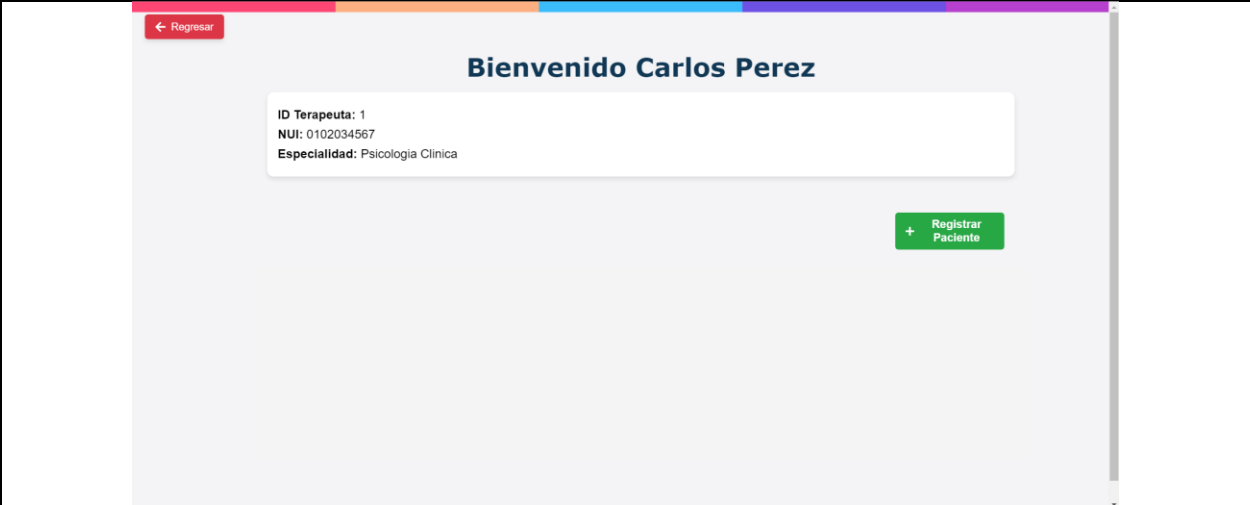 Regresar
Bienvenido Carlos Perez
ID Terapeuta: 1
NUI: 0102034567
Especialidad: Psicologia Clinica
+ Registrar
Paciente